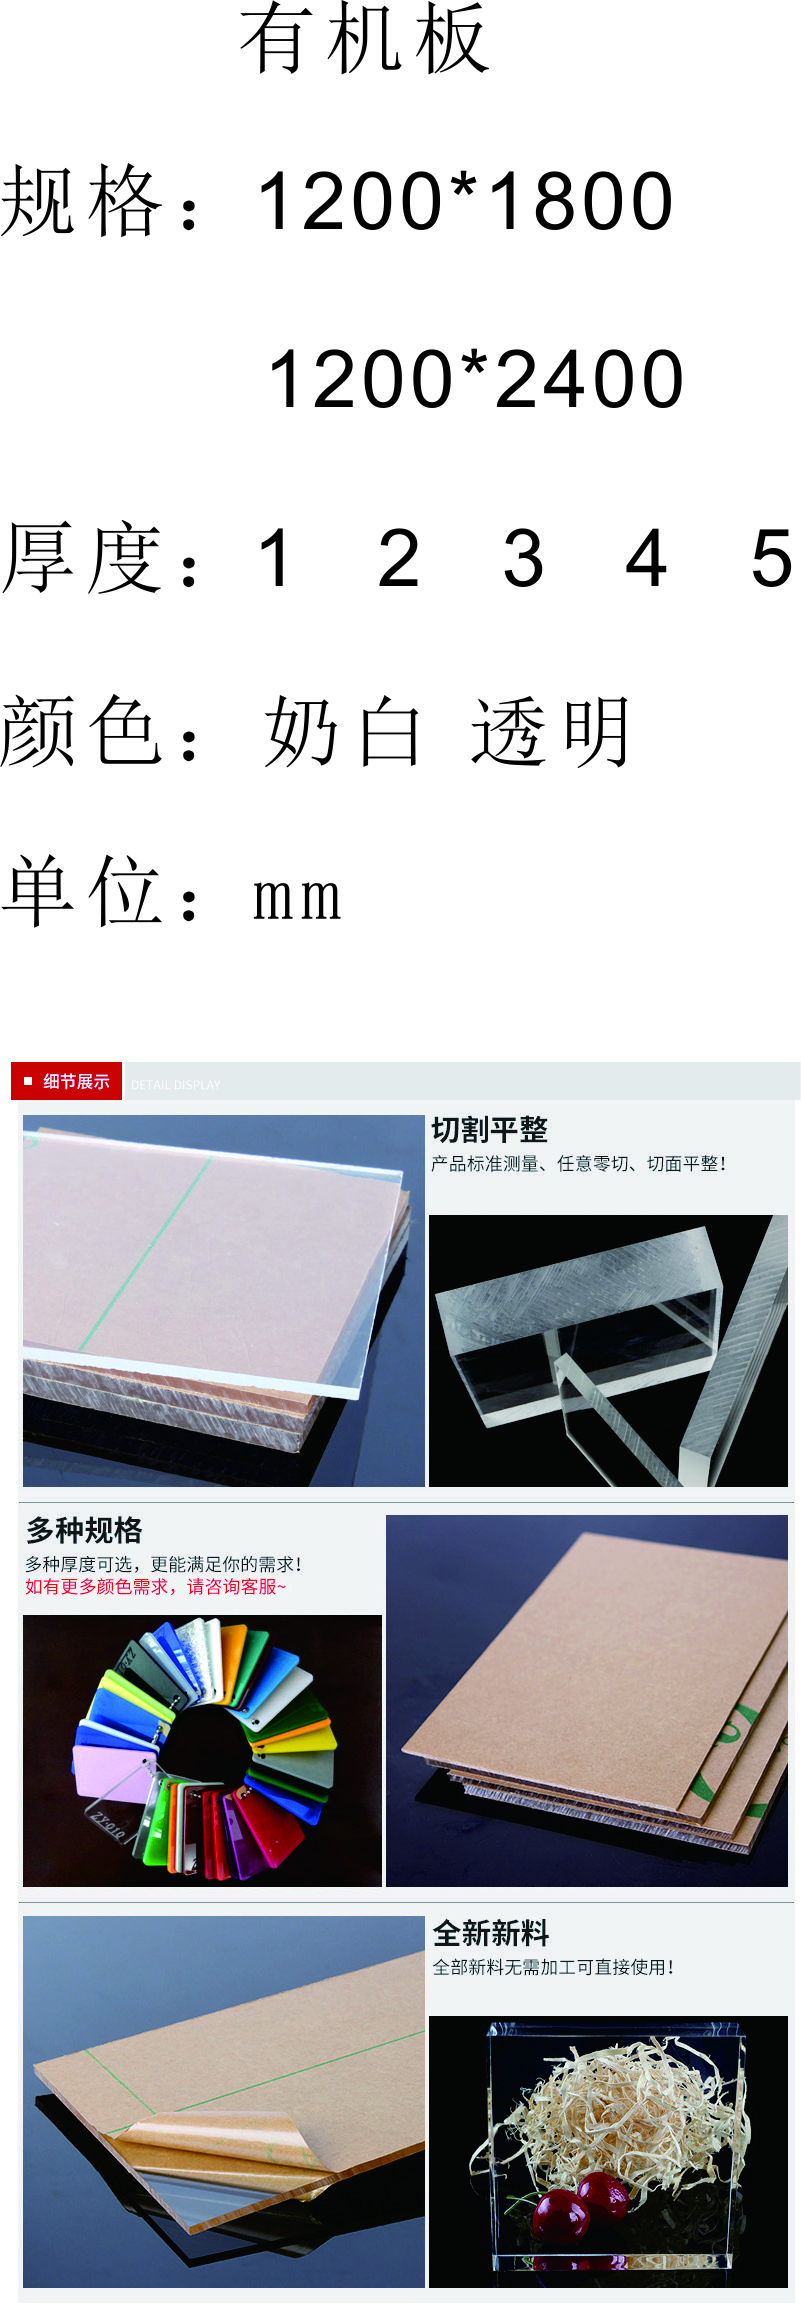 有机板
规格：1200*1800
1200*2400
厚度：1 2 3 4 5
颜色：奶白 透明
单位：mm
细节展示 DETAIL DISPLAY
切割平整
产品标准测量、任意零切、切面平整！
多种规格
多种厚度可选，更能满足你的需求！
如有更多颜色需求，请咨询客服~
ZY-010
全新新料
全部新料无需加工可直接使用！